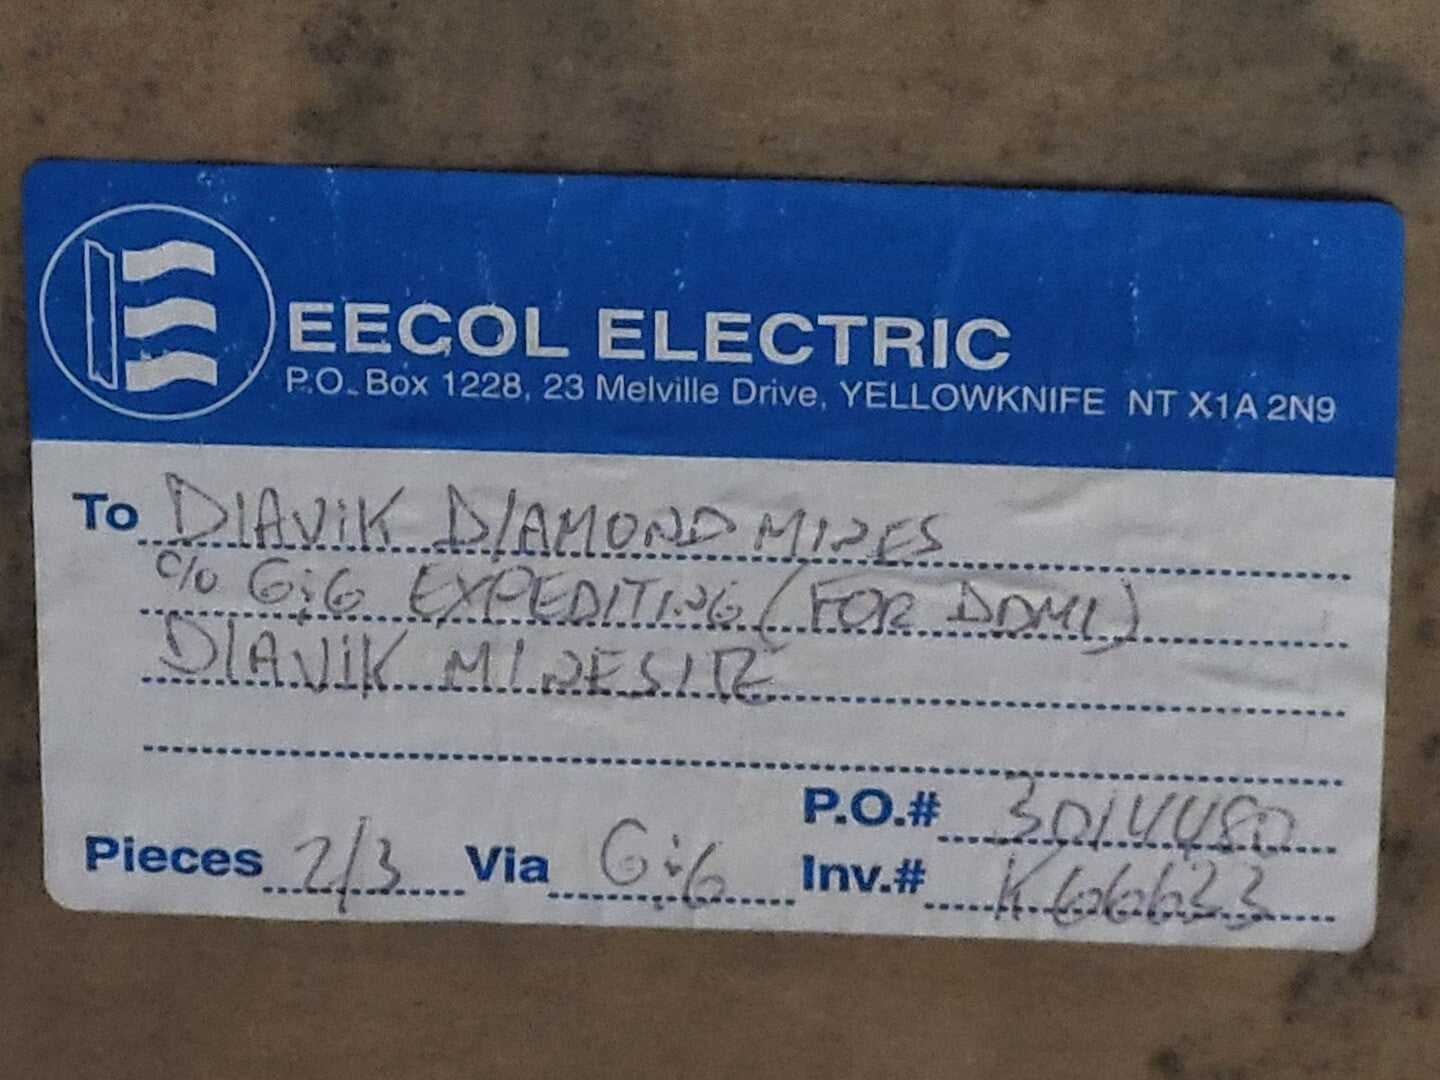 EECOL ELECTRIC
P.O. Box 1228, 23 Melville Drive, YELLOWKNIFE NT X1A 2N9
To DIAVIK DIAMOND MINES
c/o G:G EXPEDITING (FOR DDMI)
DIAVIK MINESITE
P.O.# 3014480
Pieces 2/3 Via G:G Inv.# K66623